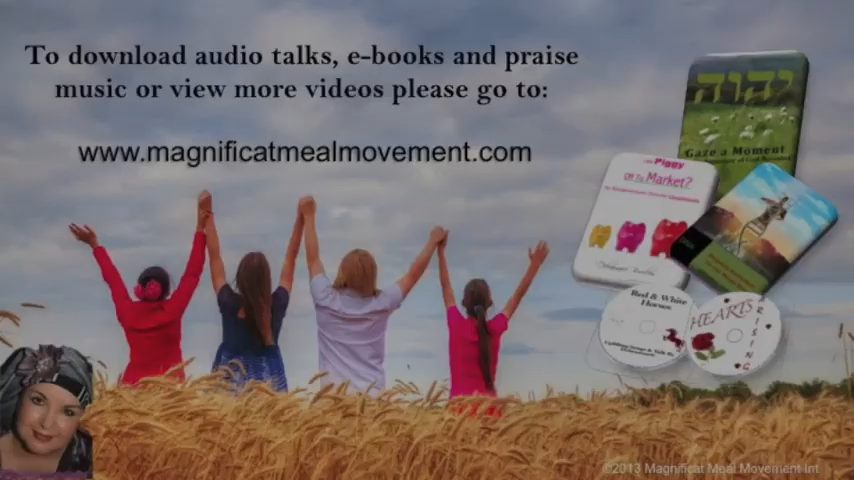 To download audio talks, e-books and praise
music or view more videos please go to:
www.magnificatmealmovement.com
יהוה
Gaze a Moment
Piggy
Market?
Red & White
Horses
HEARTS
RISING
©2013 Magnificat Meal Movement Int